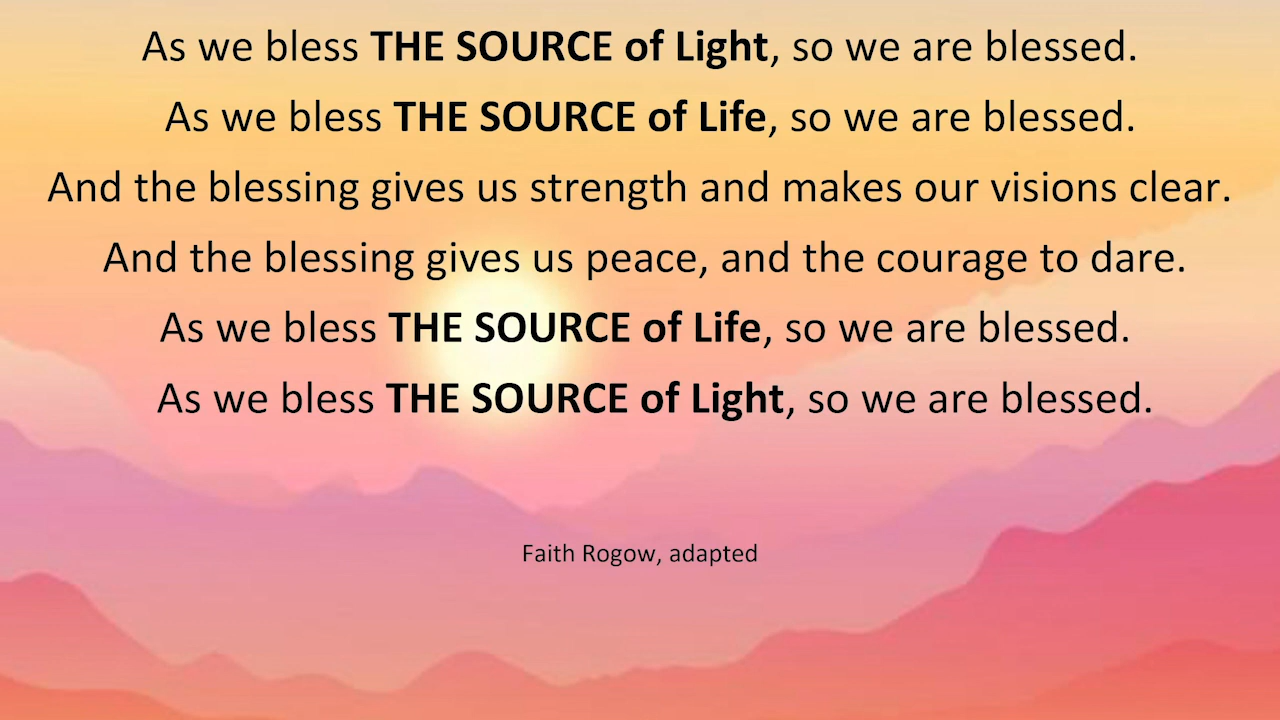 As we bless THE SOURCE of Light, so we are blessed.
As we bless THE SOURCE of Life, so we are blessed.
And the blessing gives us strength and makes our visions clear.
And the blessing gives us peace, and the courage to dare.
As we bless THE SOURCE of Life, so we are blessed.
As we bless THE SOURCE of Light, so we are blessed.
Faith Rogow, adapted